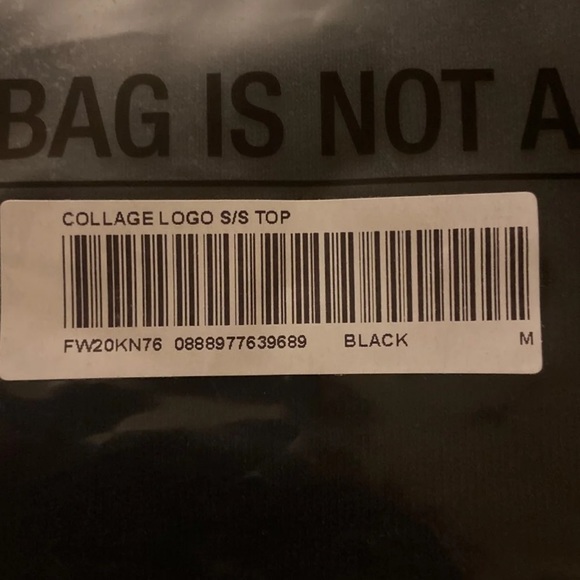 BAG IS NOT A
COLLAGE LOGO S/S TOP
FW20KN76 0888977639689 BLACK M